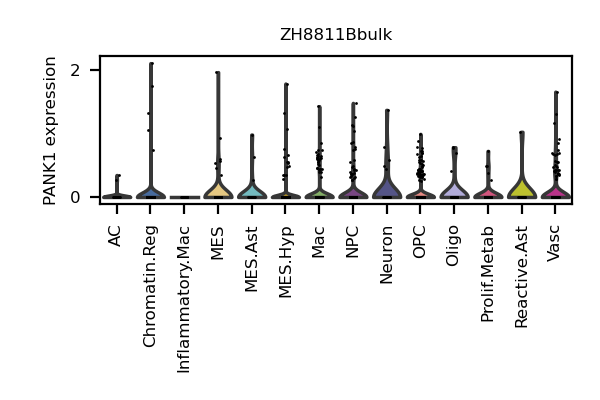 ZH8811Bbulk
PANK1 expression
2
0
AC
Chromatin.Reg
Inflammatory.Mac
MES
MES.Ast
MES.Hyp
Mac
NPC
Neuron
OPC
Oligo
Prolif.Metab
Reactive.Ast
Vasc